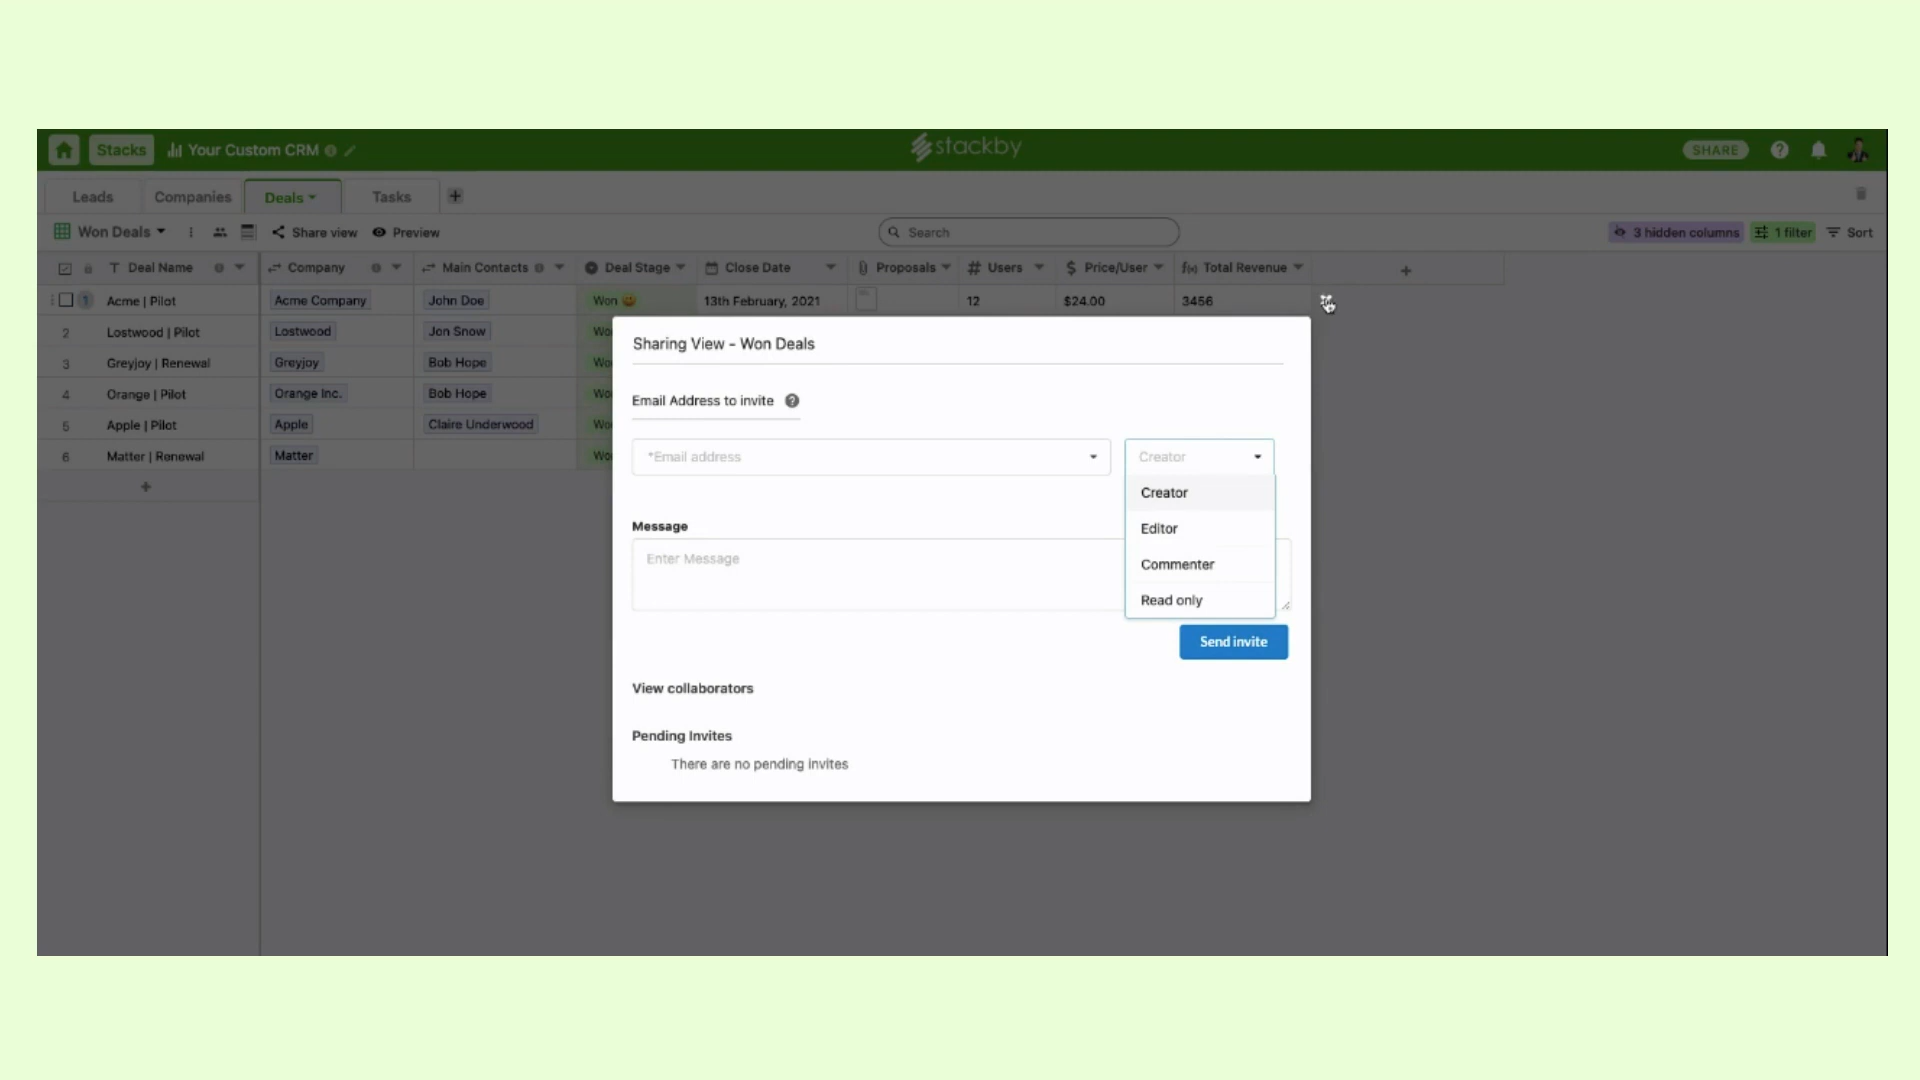 Stacks Your Custom CRM stackby SHARE
Leads Companies Deals Tasks
Won Deals Share view Preview Search 3 hidden columns 1 filter Sort
Deal Name Company Main Contacts Deal Stage Close Date Proposals Users Price/User Total Revenue
1 Acme | Pilot Acme Company John Doe Won 😀 13th February, 2021 12 $24.00 3456
2 Lostwood | Pilot Lostwood Jon Snow Wo
3 Greyjoy | Renewal Greyjoy Bob Hope Wo
4 Orange | Pilot Orange Inc. Bob Hope Wo
5 Apple | Pilot Apple Claire Underwood Wo
6 Matter | Renewal Matter Wo
Sharing View - Won Deals
Email Address to invite
*Email address Creator
Creator
Editor
Commenter
Read only
Message
Enter Message
Send invite
View collaborators
Pending Invites
There are no pending invites